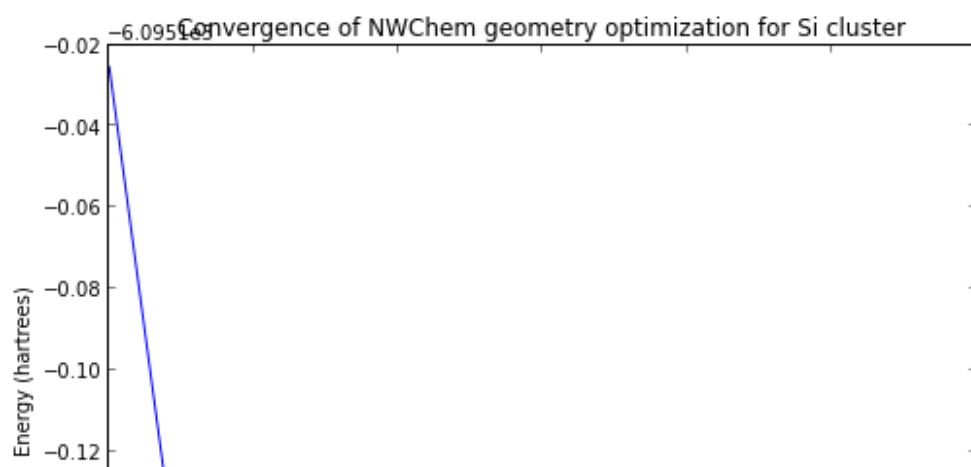 −6.0951e3
Convergence of NWChem geometry optimization for Si cluster
−0.02
−0.04
−0.06
−0.08
−0.10
−0.12
Energy (hartrees)